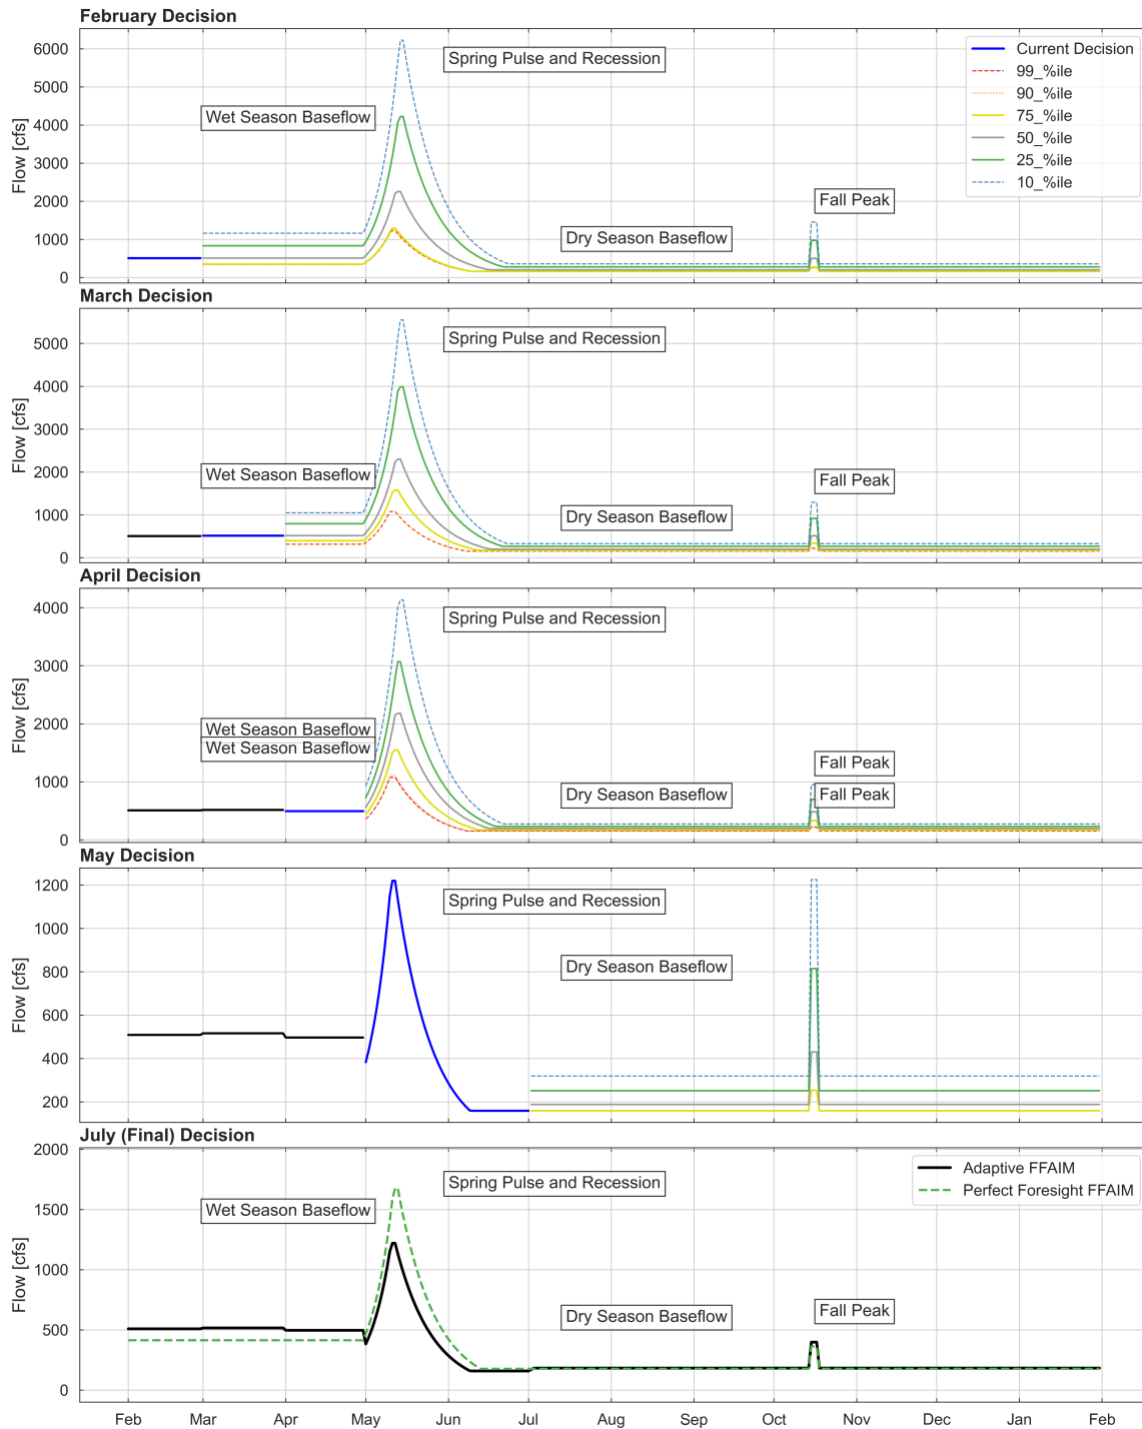 February Decision
Flow [cfs]
6000
5000
4000
3000
2000
1000
0
Spring Pulse and Recession
Wet Season Baseflow
Dry Season Baseflow
Fall Peak
Current Decision
99_%ile
90_%ile
75_%ile
50_%ile
25_%ile
10_%ile
March Decision
Flow [cfs]
5000
4000
3000
2000
1000
0
Spring Pulse and Recession
Wet Season Baseflow
Dry Season Baseflow
Fall Peak
April Decision
Flow [cfs]
4000
3000
2000
1000
0
Spring Pulse and Recession
Wet Season Baseflow
Wet Season Baseflow
Dry Season Baseflow
Fall Peak
Fall Peak
May Decision
Flow [cfs]
1200
1000
800
600
400
200
Spring Pulse and Recession
Dry Season Baseflow
July (Final) Decision
Flow [cfs]
2000
1500
1000
500
0
Spring Pulse and Recession
Wet Season Baseflow
Dry Season Baseflow
Fall Peak
Adaptive FFAIM
Perfect Foresight FFAIM
Feb Mar Apr May Jun Jul Aug Sep Oct Nov Dec Jan Feb